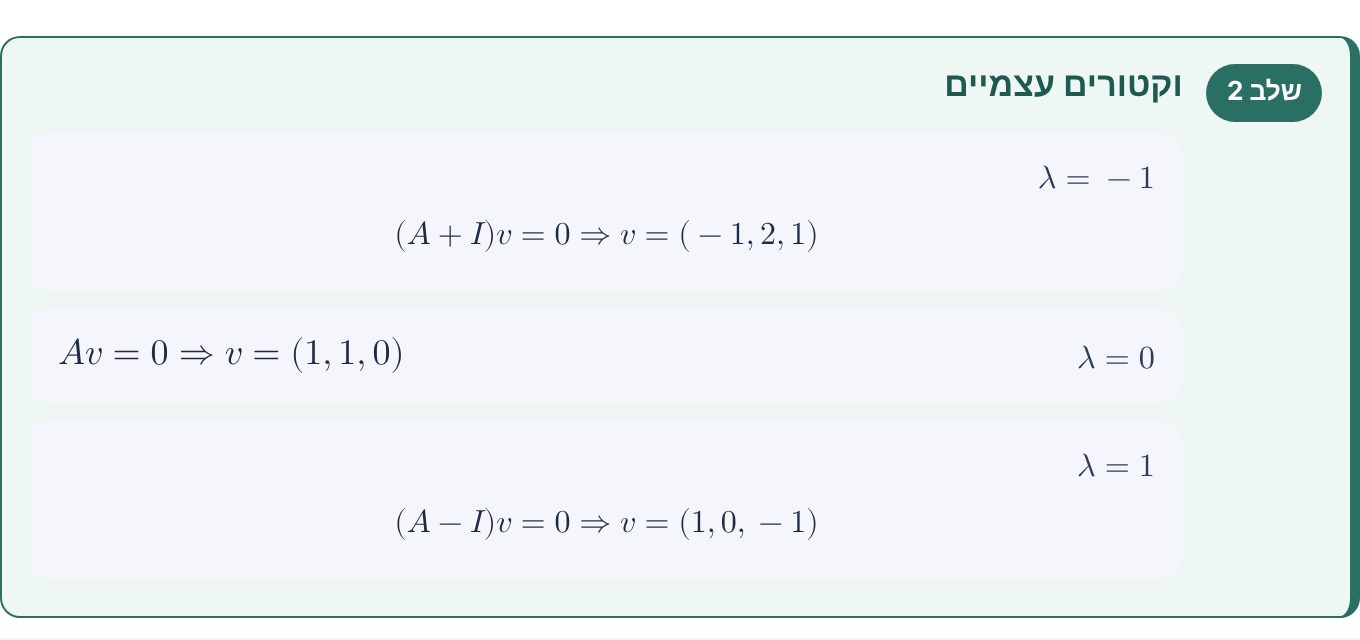 שלב 2
וקטורים עצמיים
λ = −1
(A + I)v = 0 ⇒ v = (−1, 2, 1)
λ = 0
Av = 0 ⇒ v = (1, 1, 0)
λ = 1
(A − I)v = 0 ⇒ v = (1, 0, −1)